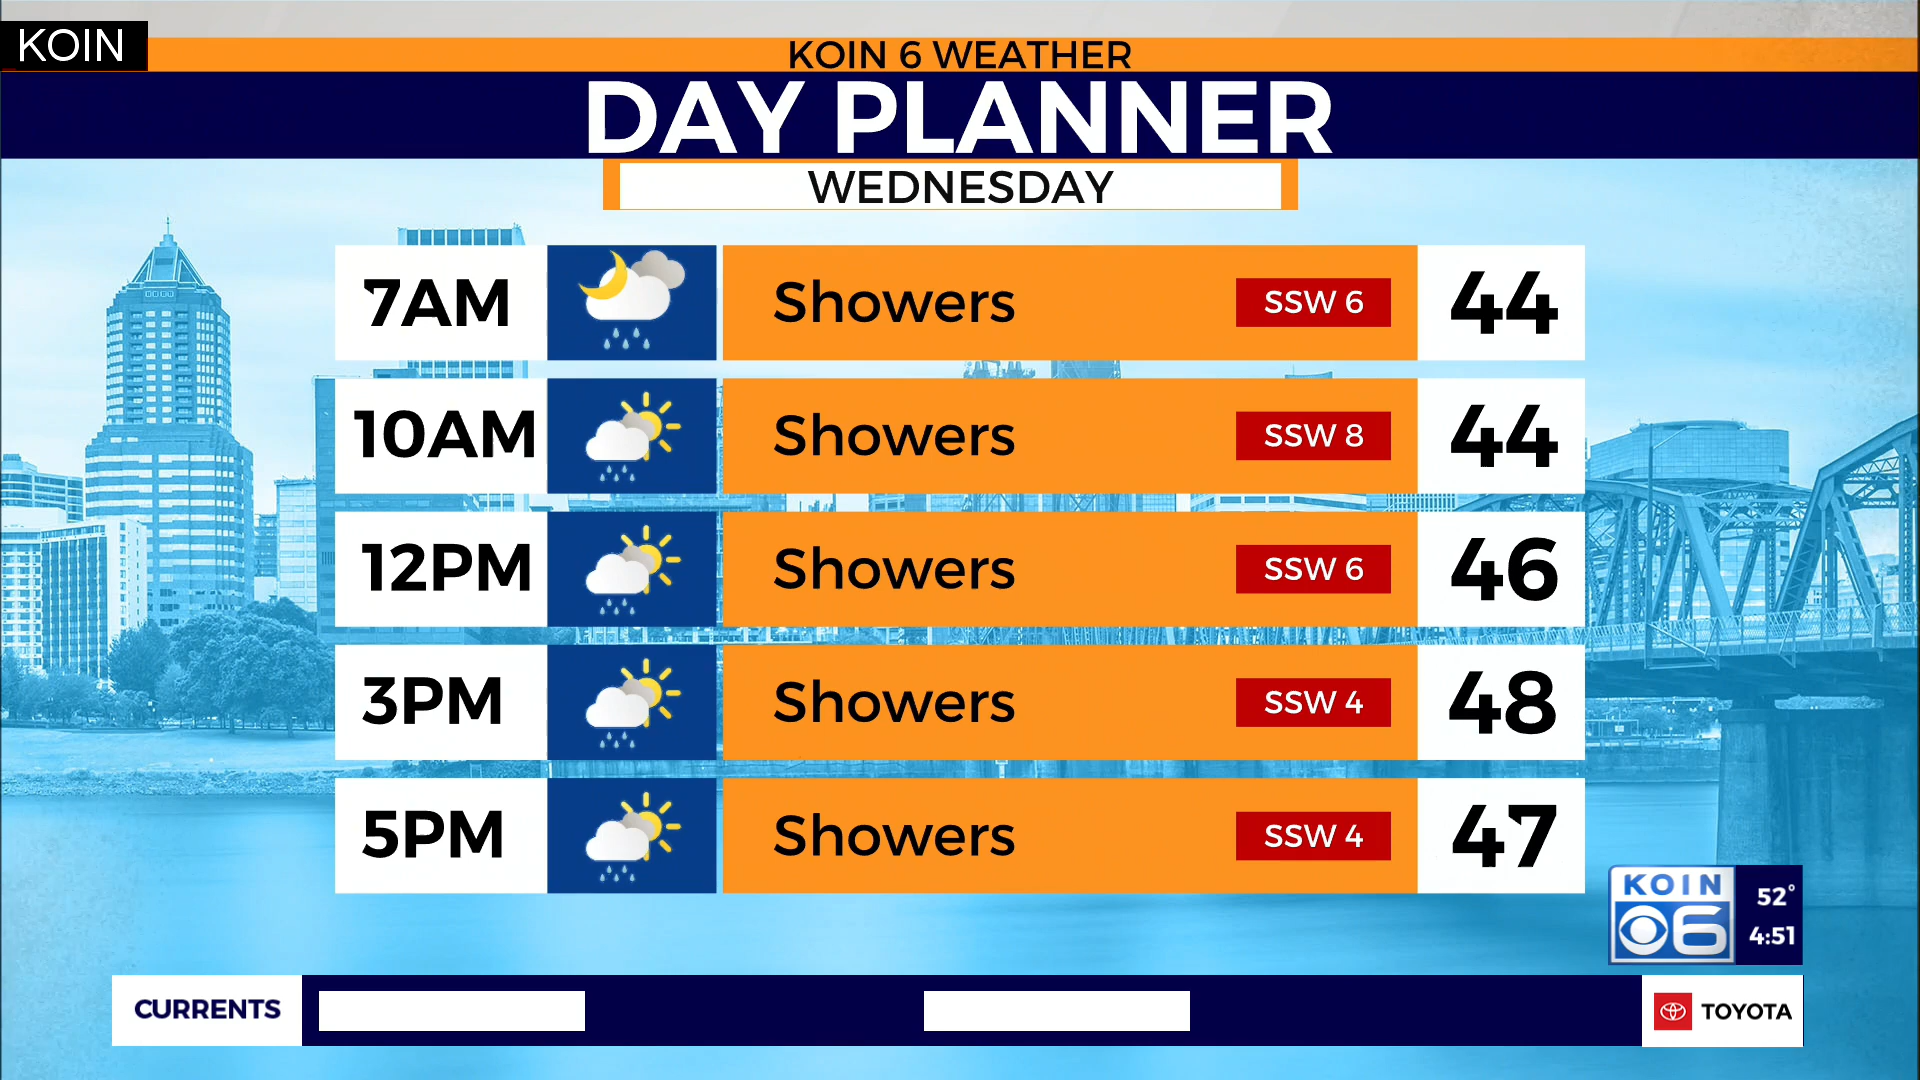 KOIN
KOIN 6 WEATHER
DAY PLANNER
WEDNESDAY
7AM Showers SSW 6 44
10AM Showers SSW 8 44
12PM Showers SSW 6 46
3PM Showers SSW 4 48
5PM Showers SSW 4 47
KOIN
6
52°
4:51
CURRENTS
TOYOTA